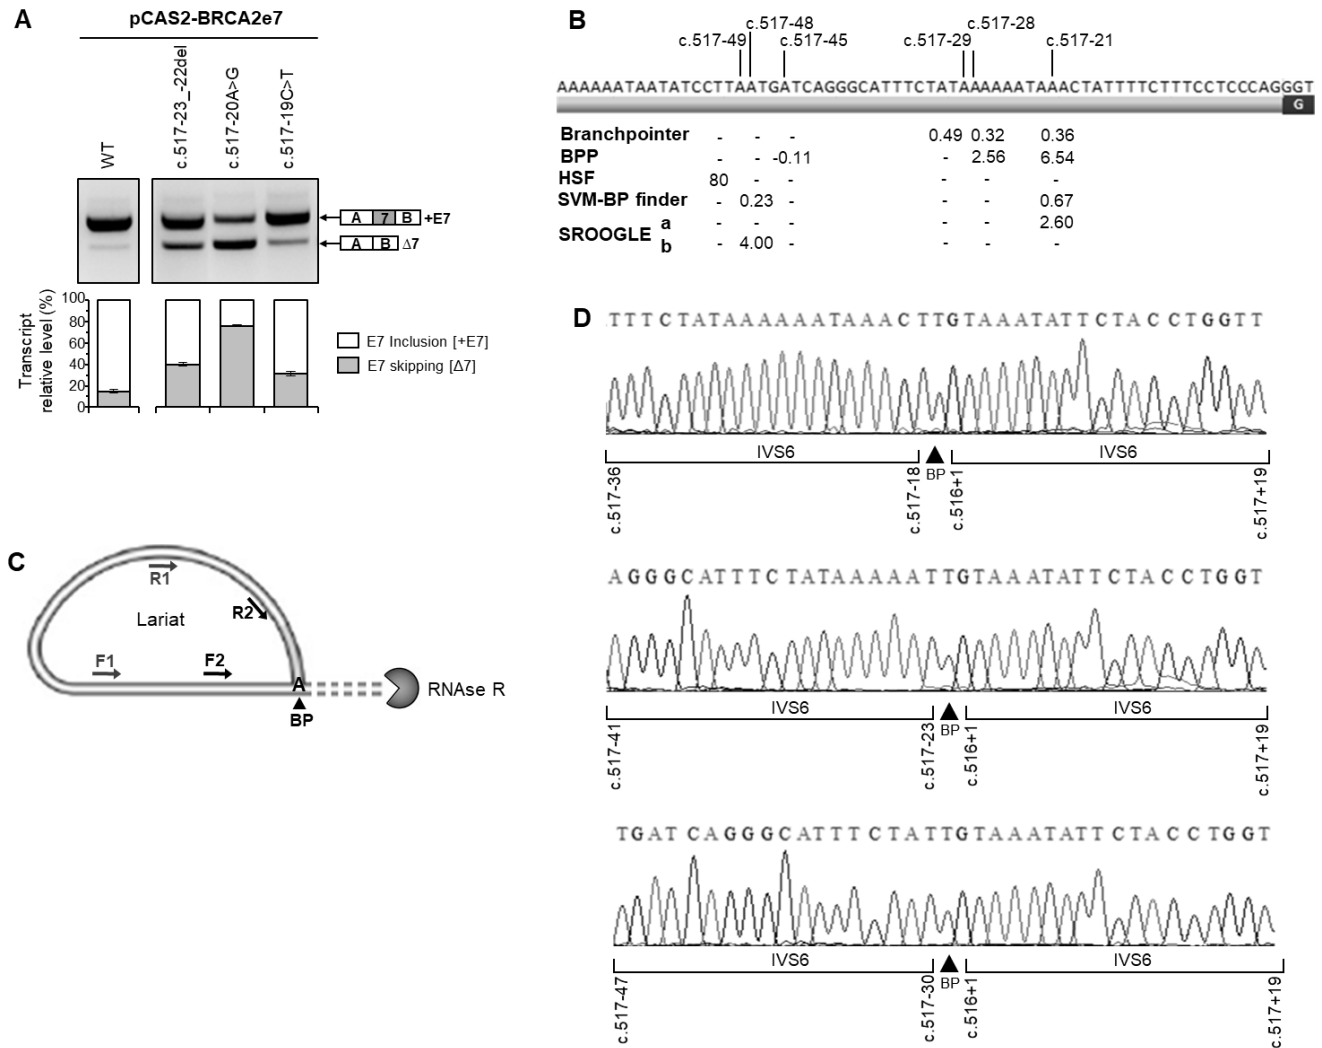 A
pCAS2-BRCA2e7
WT
c.517-23_-22del
c.517-20A>G
c.517-19C>T
A 7 B +E7
A B Δ7
Transcript
relative level (%)
100
80
60
40
20
0
E7 Inclusion [+E7]
E7 skipping [Δ7]
B
c.517-49
c.517-48
c.517-45
c.517-29
c.517-28
c.517-21
AAAAAATAATATCCTTAATGATCAGGGCATTTCTATAAAAAATAAACTATTTTCTTTCCTCCCAGGGT
G
Branchpointer - - - 0.49 0.32 0.36
BPP - - -0.11 - 2.56 6.54
HSF 80 - - - - -
SVM-BP finder - 0.23 - - - 0.67
SROOGLE a - - - - - 2.60
b - 4.00 - - - -
C
R1
R2
Lariat
F1
F2
A
BP
RNAse R
D
TTTCTATAAAAAATAAACTTGTAAATATTCTACCTGGTT
IVS6
BP
IVS6
c.517-36
c.517-18
c.516+1
c.517+19
AGGGCATTTCTATAAAAATTGTAAATATTCTACCTGGT
IVS6
BP
IVS6
c.517-41
c.517-23
c.516+1
c.517+19
TGATCAGGGCATTTCTATTGTAAATATTCTACCTGGT
IVS6
BP
IVS6
c.517-47
c.517-30
c.516+1
c.517+19